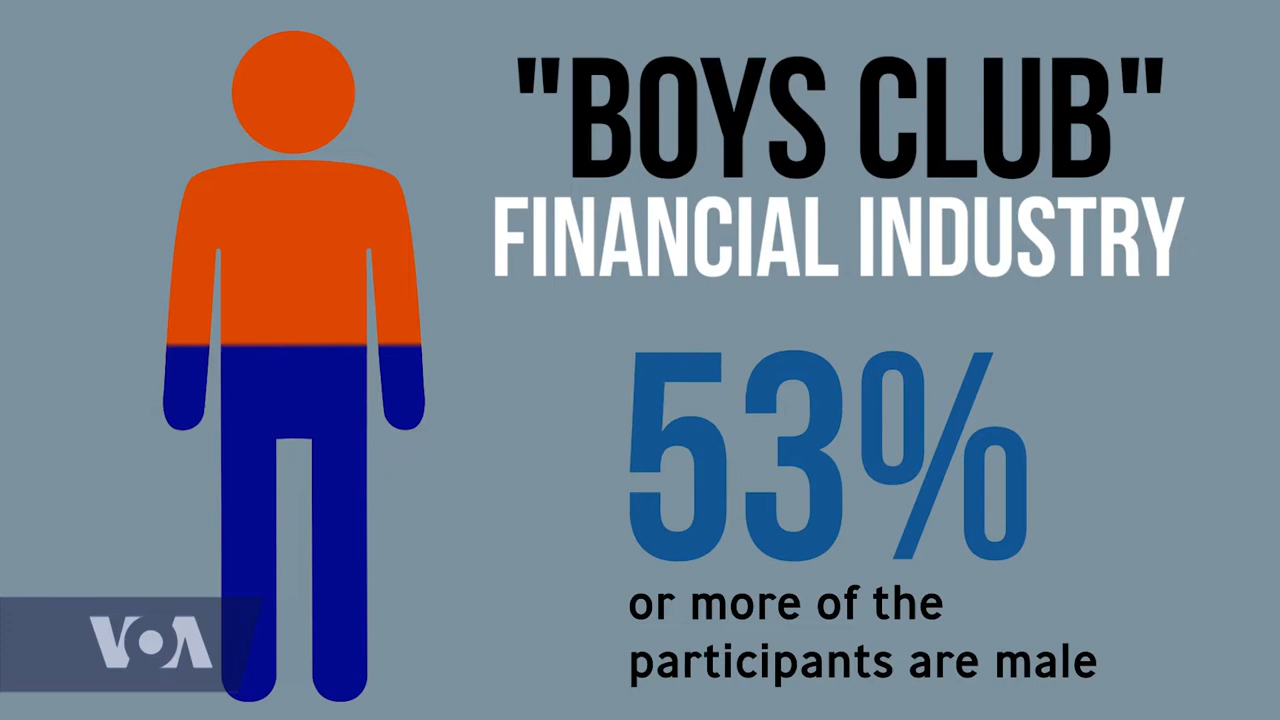 "BOYS CLUB"
FINANCIAL INDUSTRY
53%
or more of the
participants are male
VOA